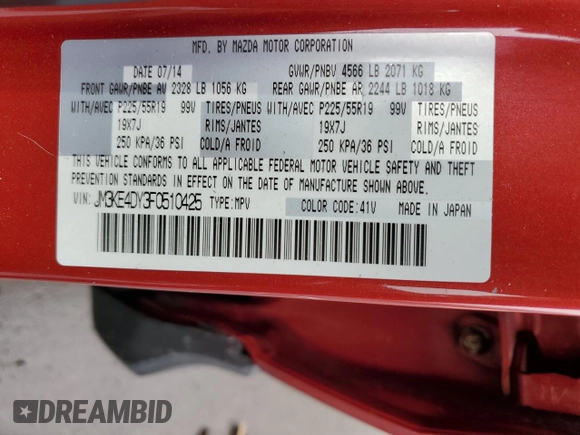 MFD. BY MAZDA MOTOR CORPORATION
DATE 07/14 GVWR/PNBV 4566 LB 2071 KG
FRONT GAWR/PNBE AV 2328 LB 1056 KG REAR GAWR/PNBE AR 2244 LB 1018 KG
WITH/AVEC P225/55R19 99V WITH/AVEC P225/55R19 99V
19X7J RIMS/JANTES 19X7J RIMS/JANTES
250 KPA/36 PSI COLD/A FROID 250 KPA/36 PSI COLD/A FROID
THIS VEHICLE CONFORMS TO ALL APPLICABLE FEDERAL MOTOR VEHICLE SAFETY AND THEFT
PREVENTION STANDARDS IN EFFECT ON THE DATE OF MANUFACTURE SHOWN ABOVE.
VIN: JM3KE4DY3F0510425 TYPE:MPV COLOR CODE:41V MADE IN JAPAN
DREAMBID